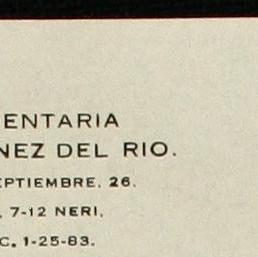 ENTARIA
NEZ DEL RIO.
EPTIEMBRE, 26.
, 7-12 NERI,
C. 1-25-83.